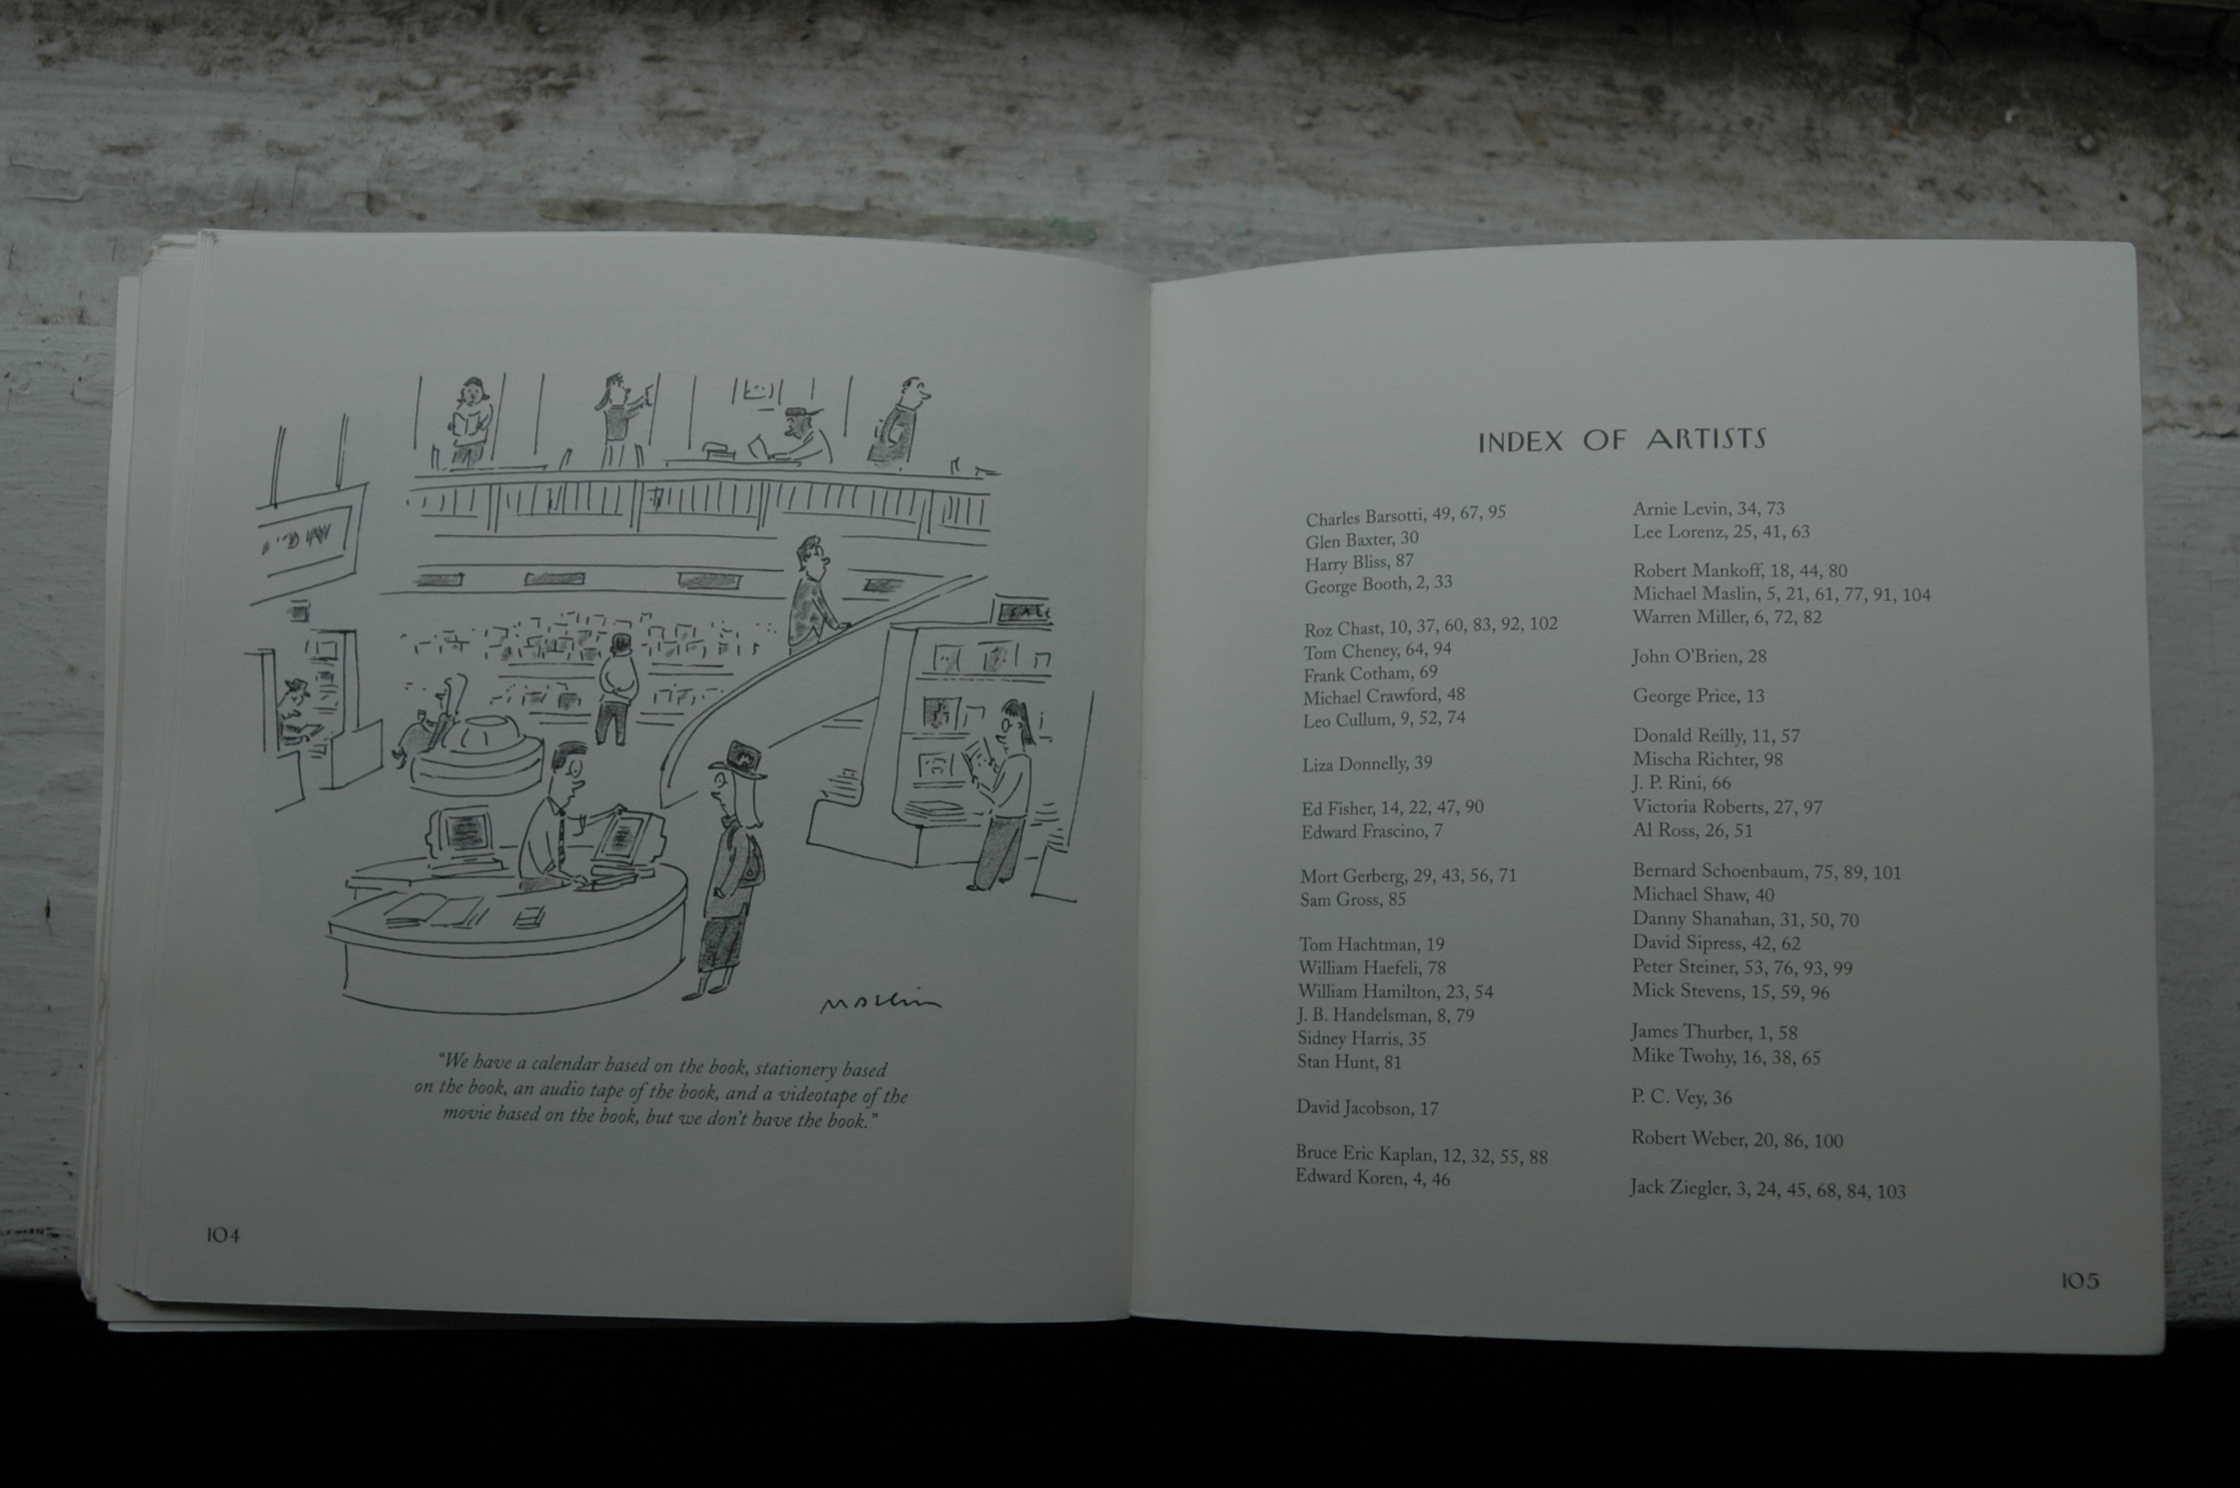 SALE
MASLIN
"We have a calendar based on the book, stationery based
on the book, an audio tape of the book, and a videotape of the
movie based on the book, but we don't have the book."
104
INDEX OF ARTISTS
Charles Barsotti, 49, 67, 95
Glen Baxter, 30
Harry Bliss, 87
George Booth, 2, 33
Roz Chast, 10, 37, 60, 83, 92, 102
Tom Cheney, 64, 94
Frank Cotham, 69
Michael Crawford, 48
Leo Cullum, 9, 52, 74
Liza Donnelly, 39
Ed Fisher, 14, 22, 47, 90
Edward Frascino, 7
Mort Gerberg, 29, 43, 56, 71
Sam Gross, 85
Tom Hachtman, 19
William Haefeli, 78
William Hamilton, 23, 54
J. B. Handelsman, 8, 79
Sidney Harris, 35
Stan Hunt, 81
David Jacobson, 17
Bruce Eric Kaplan, 12, 32, 55, 88
Edward Koren, 4, 46
Arnie Levin, 34, 73
Lee Lorenz, 25, 41, 63
Robert Mankoff, 18, 44, 80
Michael Maslin, 5, 21, 61, 77, 91, 104
Warren Miller, 6, 72, 82
John O'Brien, 28
George Price, 13
Donald Reilly, 11, 57
Mischa Richter, 98
J. P. Rini, 66
Victoria Roberts, 27, 97
Al Ross, 26, 51
Bernard Schoenbaum, 75, 89, 101
Michael Shaw, 40
Danny Shanahan, 31, 50, 70
David Sipress, 42, 62
Peter Steiner, 53, 76, 93, 99
Mick Stevens, 15, 59, 96
James Thurber, 1, 58
Mike Twohy, 16, 38, 65
P. C. Vey, 36
Robert Weber, 20, 86, 100
Jack Ziegler, 3, 24, 45, 68, 84, 103
105